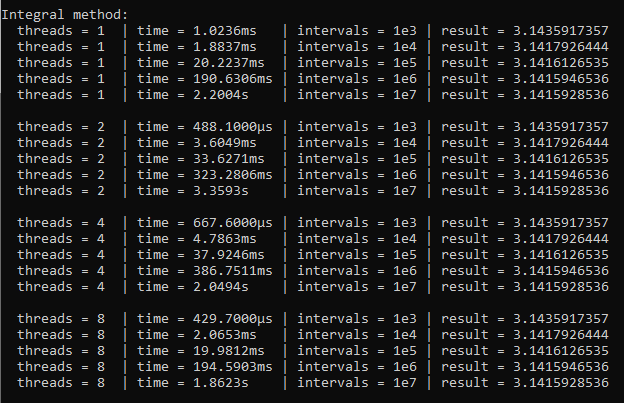 Integral method:
threads = 1 | time = 1.0236ms | intervals = 1e3 | result = 3.1435917357
threads = 1 | time = 1.8837ms | intervals = 1e4 | result = 3.1417926444
threads = 1 | time = 20.2237ms | intervals = 1e5 | result = 3.1416126535
threads = 1 | time = 190.6306ms | intervals = 1e6 | result = 3.1415946536
threads = 1 | time = 2.2004s | intervals = 1e7 | result = 3.1415928536
threads = 2 | time = 488.1000µs | intervals = 1e3 | result = 3.1435917357
threads = 2 | time = 3.6049ms | intervals = 1e4 | result = 3.1417926444
threads = 2 | time = 33.6271ms | intervals = 1e5 | result = 3.1416126535
threads = 2 | time = 323.2806ms | intervals = 1e6 | result = 3.1415946536
threads = 2 | time = 3.3593s | intervals = 1e7 | result = 3.1415928536
threads = 4 | time = 667.6000µs | intervals = 1e3 | result = 3.1435917357
threads = 4 | time = 4.7863ms | intervals = 1e4 | result = 3.1417926444
threads = 4 | time = 37.9246ms | intervals = 1e5 | result = 3.1416126535
threads = 4 | time = 386.7511ms | intervals = 1e6 | result = 3.1415946536
threads = 4 | time = 2.0494s | intervals = 1e7 | result = 3.1415928536
threads = 8 | time = 429.7000µs | intervals = 1e3 | result = 3.1435917357
threads = 8 | time = 2.0653ms | intervals = 1e4 | result = 3.1417926444
threads = 8 | time = 19.9812ms | intervals = 1e5 | result = 3.1416126535
threads = 8 | time = 194.5903ms | intervals = 1e6 | result = 3.1415946536
threads = 8 | time = 1.8623s | intervals = 1e7 | result = 3.1415928536